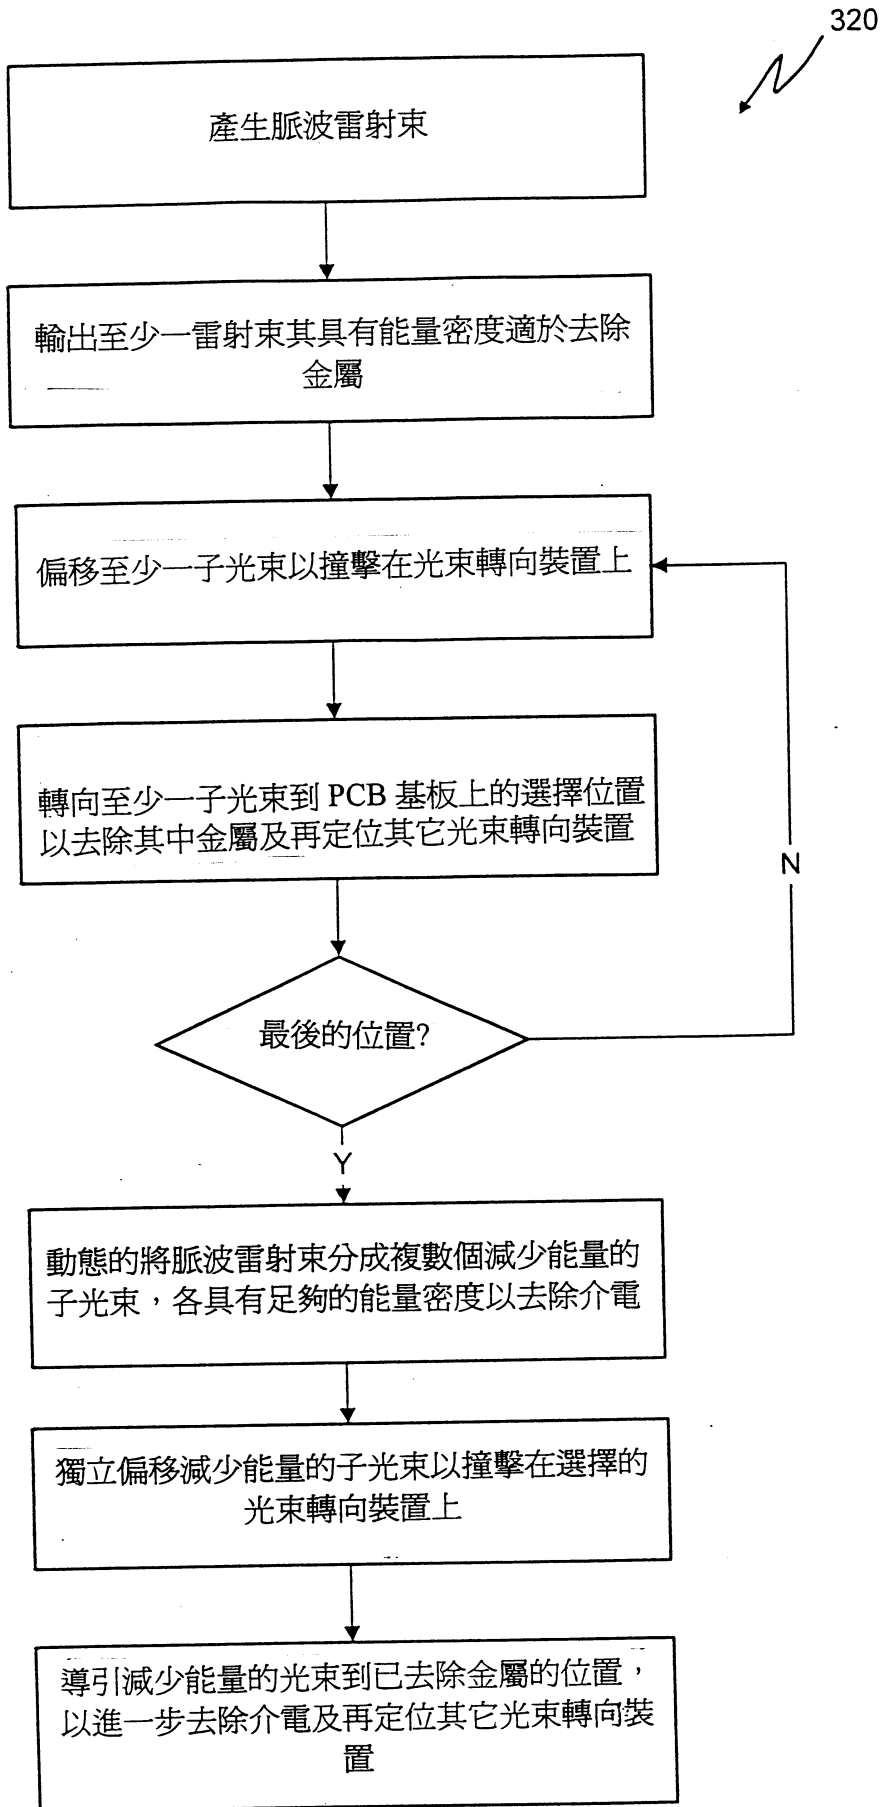 320
產生脈波雷射束
輸出至少一雷射束其具有能量密度適於去除
金屬
偏移至少一子光束以撞擊在光束轉向裝置上
轉向至少一子光束到 PCB 基板上的選擇位置
以去除其中金屬及再定位其它光束轉向裝置
N
最後的位置?
Y
動態的將脈波雷射束分成複數個減少能量的
子光束，各具有足夠的能量密度以去除介電
獨立偏移減少能量的子光束以撞擊在選擇的
光束轉向裝置上
導引減少能量的光束到已去除金屬的位置，
以進一步去除介電及再定位其它光束轉向裝
置